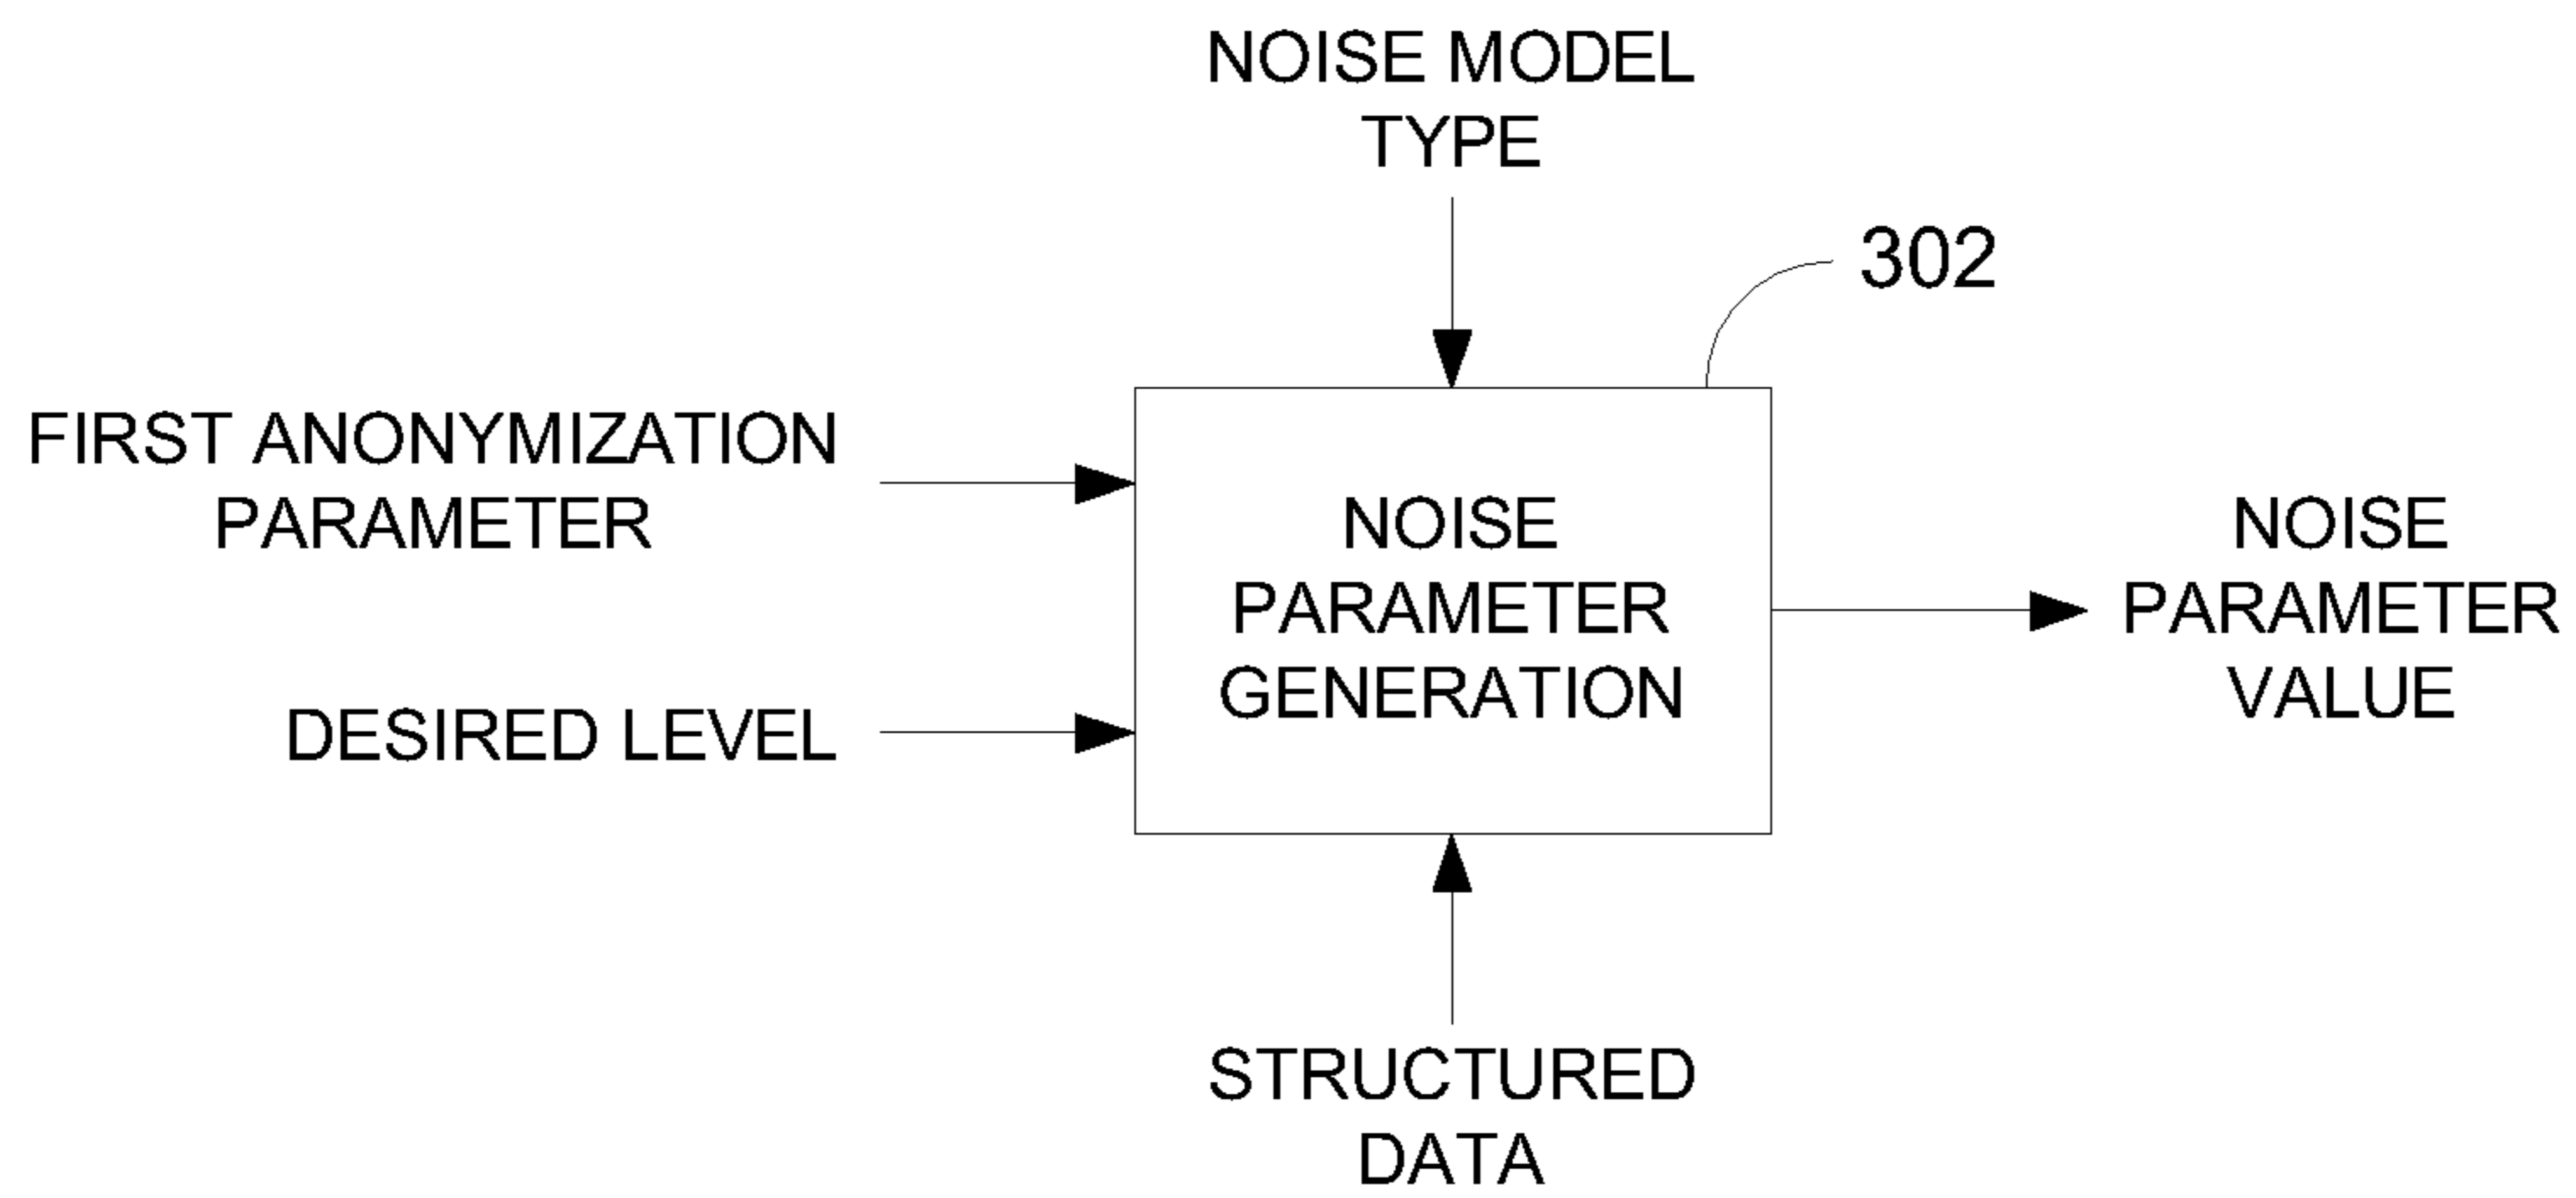 NOISE MODEL
TYPE
302
FIRST ANONYMIZATION
PARAMETER
DESIRED LEVEL
NOISE
PARAMETER
GENERATION
NOISE
PARAMETER
VALUE
STRUCTURED
DATA